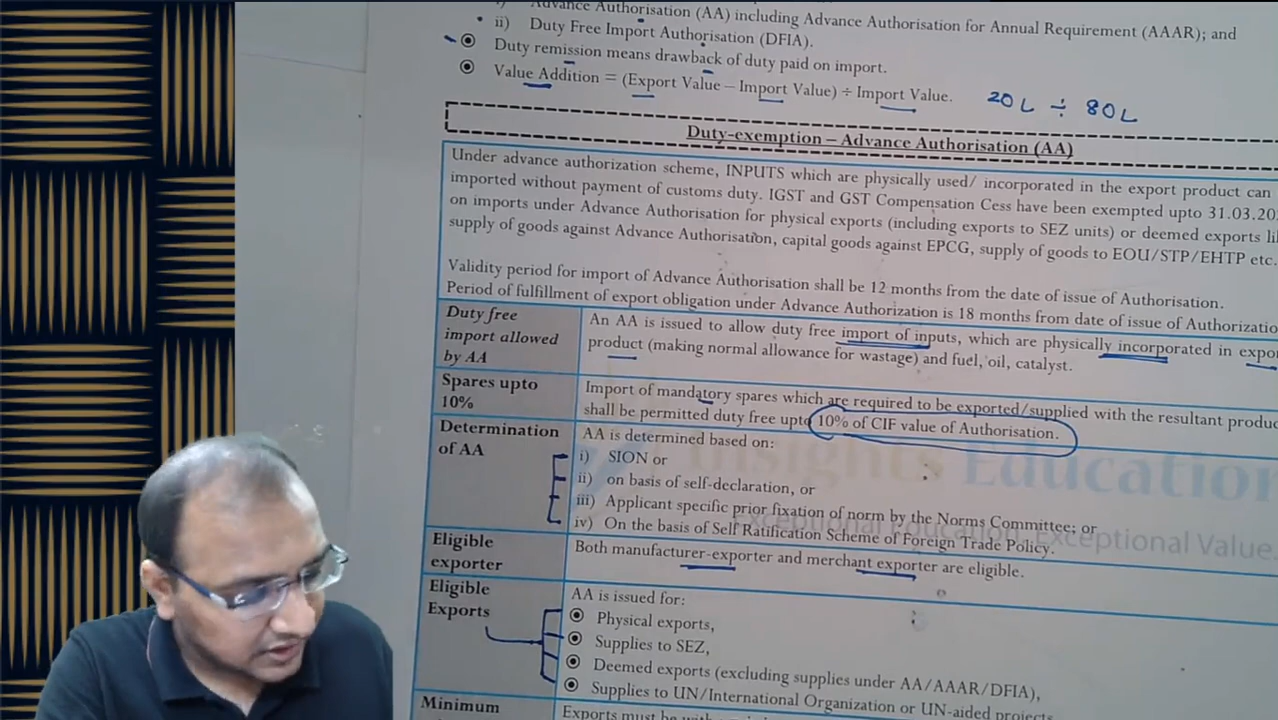 Advance Authorisation (AA) including Advance Authorisation for Annual Requirement (AAAR); and
ii) Duty Free Import Authorisation (DFIA).
Duty remission means drawback of duty paid on import.
Value Addition = (Export Value – Import Value) ÷ Import Value.
20 L ÷ 80 L
Duty-exemption – Advance Authorisation (AA)
Under advance authorization scheme, INPUTS which are physically used/ incorporated in the export product can
imported without payment of customs duty. IGST and GST Compensation Cess have been exempted upto 31.03.20
on imports under Advance Authorisation for physical exports (including exports to SEZ units) or deemed exports li
supply of goods against Advance Authorisation, capital goods against EPCG, supply of goods to EOU/STP/EHTP etc.
Validity period for import of Advance Authorisation shall be 12 months from the date of issue of Authorisation.
Period of fulfillment of export obligation under Advance Authorization is 18 months from date of issue of Authorizatio
Duty free
import allowed
by AA
An AA is issued to allow duty free import of inputs, which are physically incorporated in expo
product (making normal allowance for wastage) and fuel, oil, catalyst.
Spares upto
10%
Import of mandatory spares which are required to be exported/supplied with the resultant produc
shall be permitted duty free upto 10% of CIF value of Authorisation.
Determination
of AA
AA is determined based on:
i) SION or
ii) on basis of self-declaration, or
iii) Applicant specific prior fixation of norm by the Norms Committee; or
iv) On the basis of Self Ratification Scheme of Foreign Trade Policy.
Insights Education
Exceptional Education, Exceptional Value
Eligible
exporter
Both manufacturer-exporter and merchant exporter are eligible.
Eligible
Exports
AA is issued for:
Physical exports,
Supplies to SEZ,
Deemed exports (excluding supplies under AA/AAAR/DFIA),
Supplies to UN/International Organization or UN-aided projects
Minimum
Exports must be with